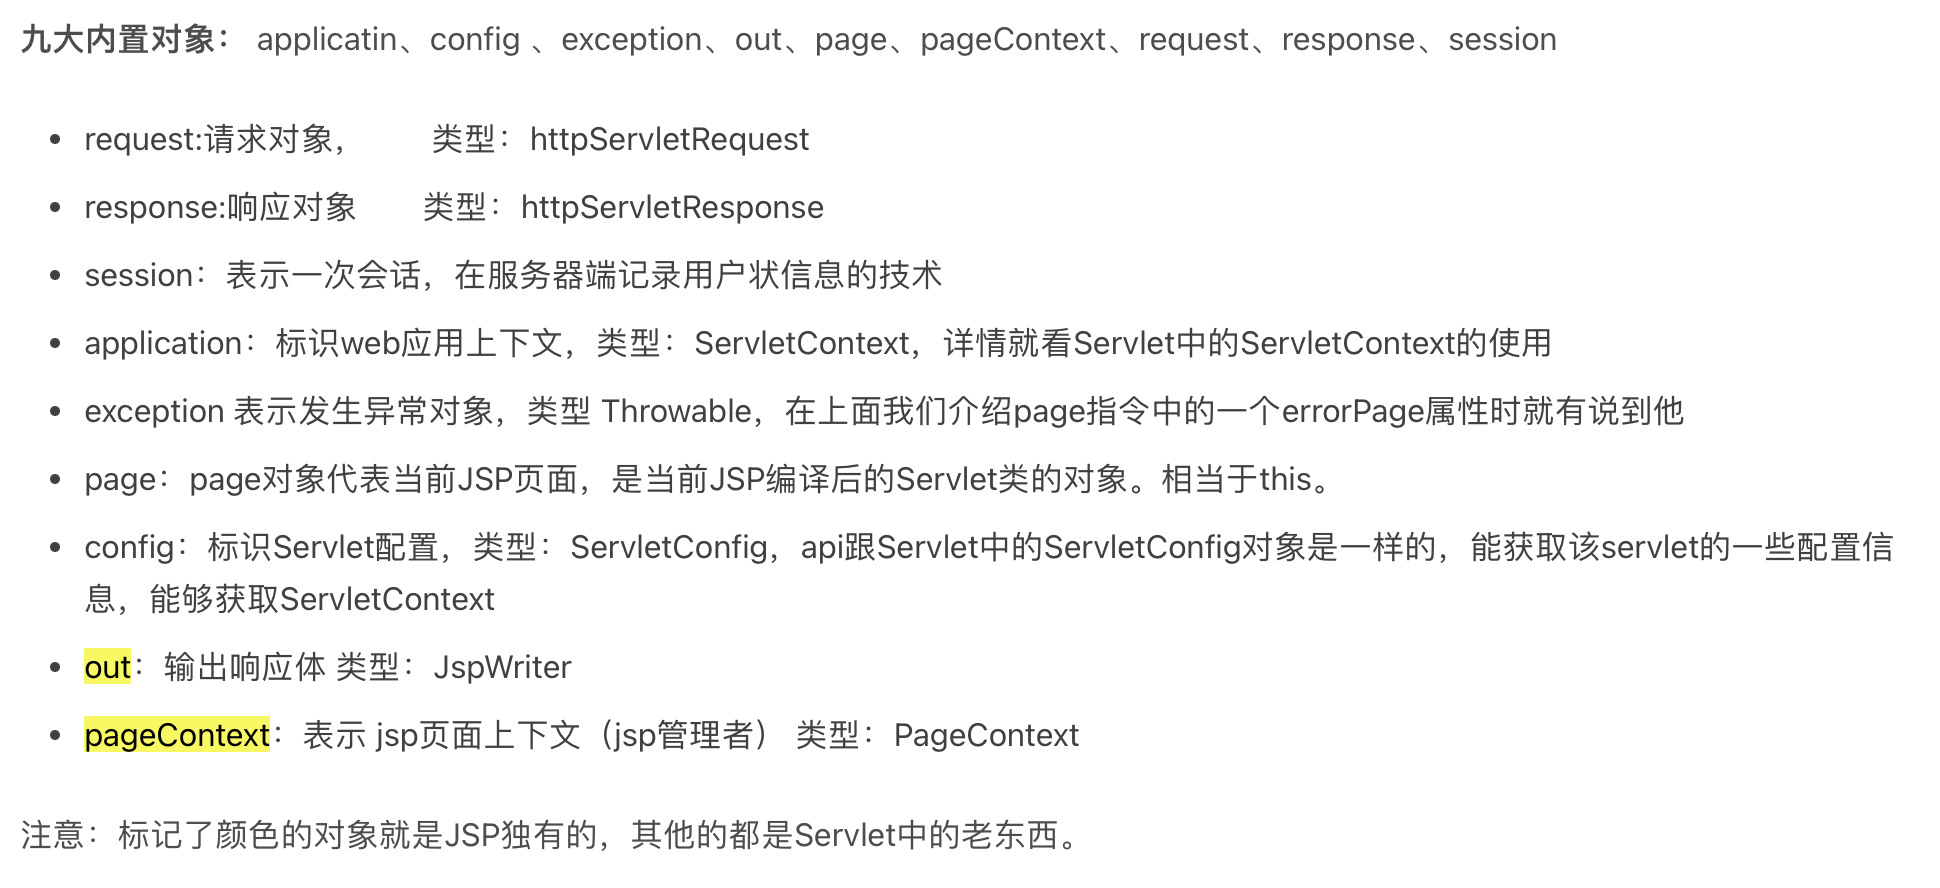 九大内置对象： applicatin、config 、exception、out、page、pageContext、request、response、session
request:请求对象， 类型：httpServletRequest
response:响应对象 类型：httpServletResponse
session：表示一次会话，在服务器端记录用户状信息的技术
application：标识web应用上下文，类型：ServletContext，详情就看Servlet中的ServletContext的使用
exception 表示发生异常对象，类型 Throwable，在上面我们介绍page指令中的一个errorPage属性时就有说到他
page：page对象代表当前JSP页面，是当前JSP编译后的Servlet类的对象。相当于this。
config：标识Servlet配置，类型：ServletConfig，api跟Servlet中的ServletConfig对象是一样的，能获取该servlet的一些配置信
息，能够获取ServletContext
out：输出响应体 类型：JspWriter
pageContext：表示 jsp页面上下文（jsp管理者） 类型：PageContext
注意：标记了颜色的对象就是JSP独有的，其他的都是Servlet中的老东西。